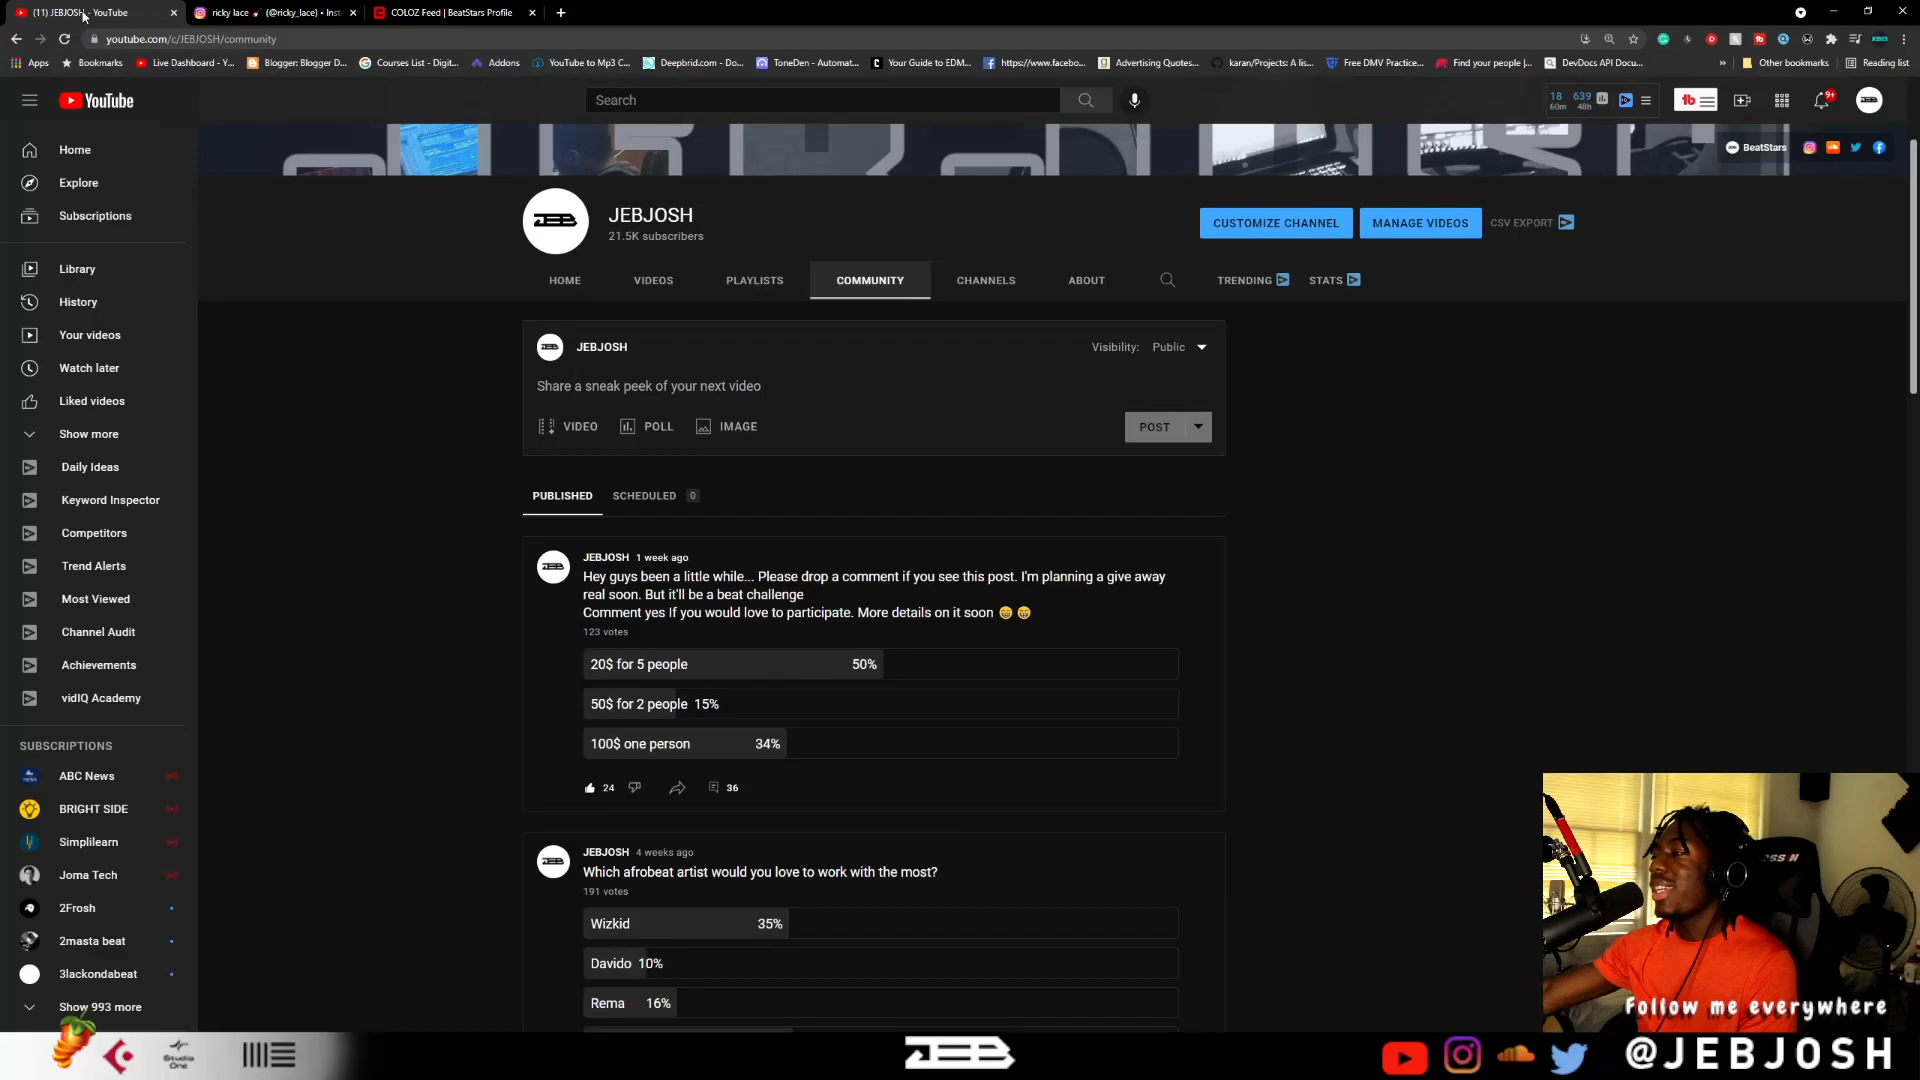 (11) JEBJOSH - YouTube
ricky lace 🎸 (@ricky_lace) • Inst
COLOZ Feed | BeatStars Profile
youtube.com/c/JEBJOSH/community
Apps
Bookmarks
Live Dashboard - Y...
Blogger: Blogger D...
Courses List - Digit...
Addons
YouTube to Mp3 C...
Deepbrid.com - Do...
ToneDen - Automat...
Your Guide to EDM...
https://www.facebo...
Advertising Quotes...
karan/Projects: A lis...
Free DMV Practice...
Find your people |...
DevDocs API Docu...
»
Other bookmarks
Reading list
YouTube
Search
18
60m
639
48h
9+
BeatStars
Home
Explore
Subscriptions
Library
History
Your videos
Watch later
Liked videos
Show more
Daily Ideas
Keyword Inspector
Competitors
Trend Alerts
Most Viewed
Channel Audit
Achievements
vidIQ Academy
SUBSCRIPTIONS
ABC News
BRIGHT SIDE
Simplilearn
Joma Tech
2Frosh
2masta beat
3lackondabeat
Show 993 more
JEBJOSH
21.5K subscribers
CUSTOMIZE CHANNEL
MANAGE VIDEOS
CSV EXPORT
HOME
VIDEOS
PLAYLISTS
COMMUNITY
CHANNELS
ABOUT
TRENDING
STATS
JEBJOSH
Visibility: Public
Share a sneak peek of your next video
VIDEO
POLL
IMAGE
POST
PUBLISHED
SCHEDULED 0
JEBJOSH 1 week ago
Hey guys been a little while... Please drop a comment if you see this post. I'm planning a give away
real soon. But it'll be a beat challenge
Comment yes If you would love to participate. More details on it soon 😁 😁
123 votes
20$ for 5 people 50%
50$ for 2 people 15%
100$ one person 34%
24
36
JEBJOSH 4 weeks ago
Which afrobeat artist would you love to work with the most?
191 votes
Wizkid 35%
Davido 10%
Rema 16%
Follow me everywhere
Studio
One
JEB
@JEBJOSH